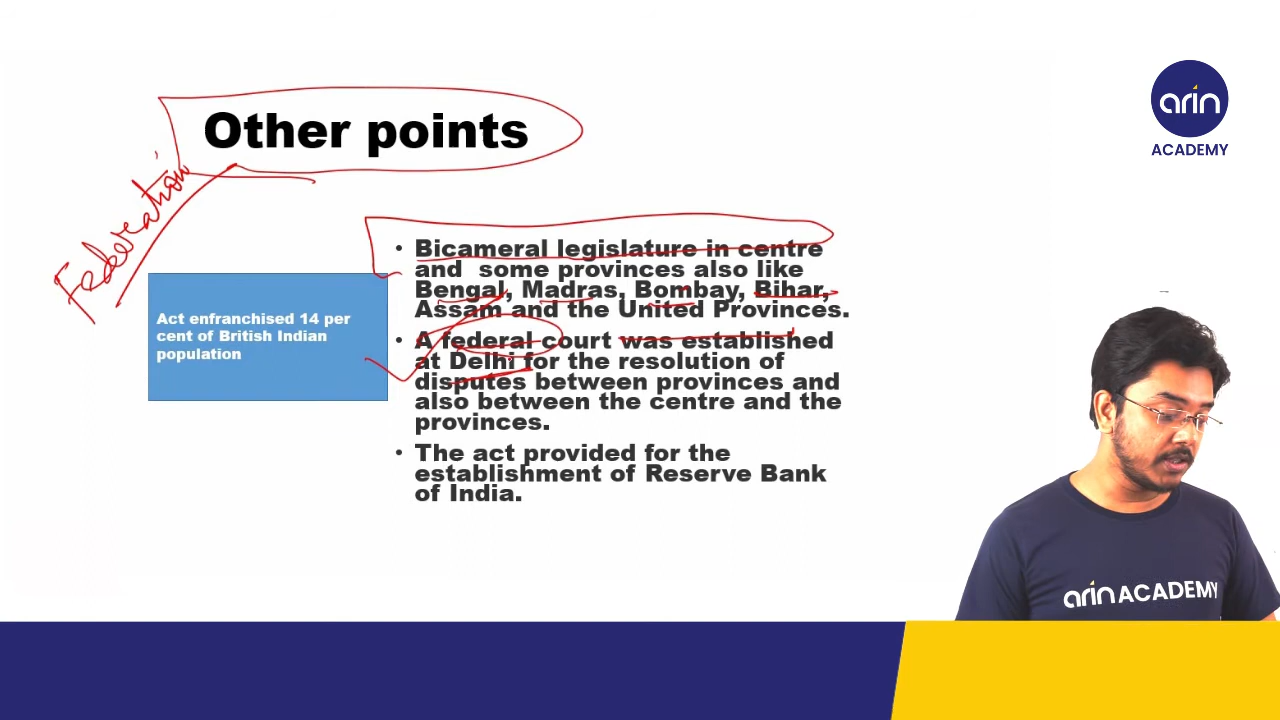 Other points
Federation
Act enfranchised 14 per
cent of British Indian
population
• Bicameral legislature in centre
and some provinces also like
Bengal, Madras, Bombay, Bihar,
Assam and the United Provinces.
• A federal court was established
at Delhi for the resolution of
disputes between provinces and
also between the centre and the
provinces.
• The act provided for the
establishment of Reserve Bank
of India.
arin
ACADEMY
arin ACADEMY